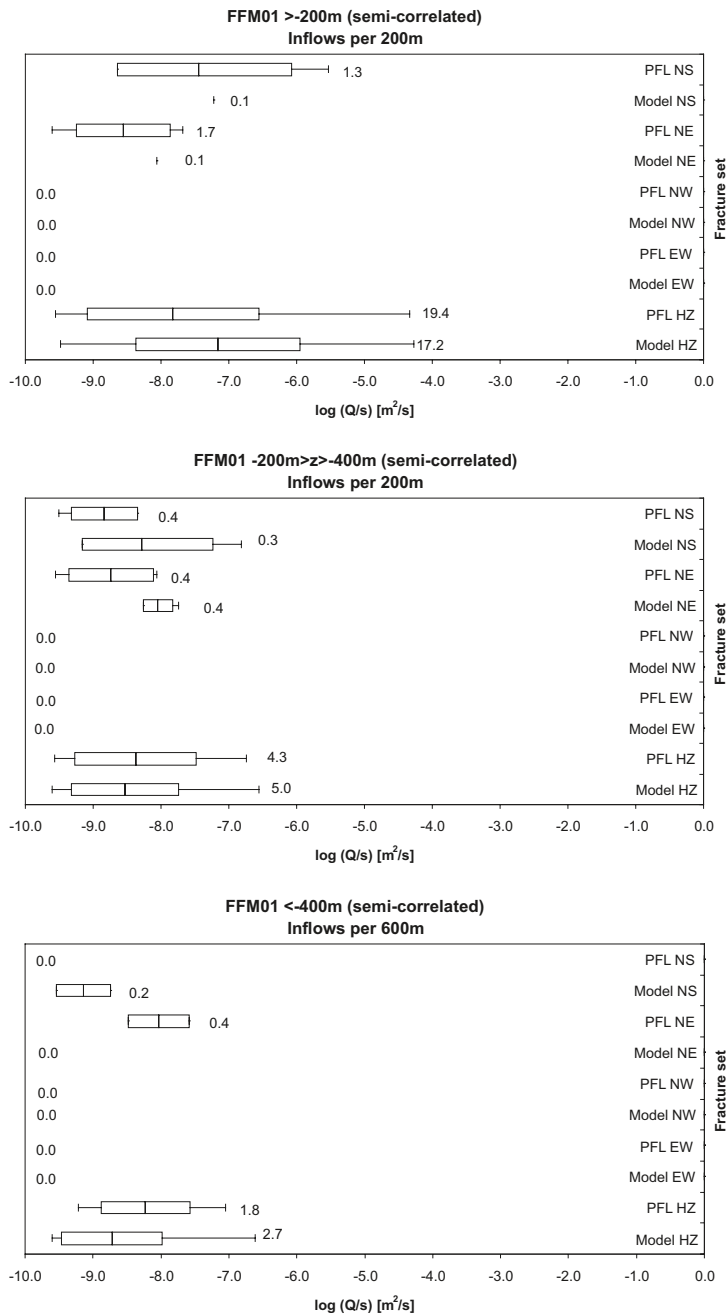 FFM01 >-200m (semi-correlated)
Inflows per 200m
1.3 PFL NS
0.1 Model NS
1.7 PFL NE
0.1 Model NE
0.0 PFL NW
0.0 Model NW
0.0 PFL EW
0.0 Model EW
19.4 PFL HZ
17.2 Model HZ
Fracture set
-10.0 -9.0 -8.0 -7.0 -6.0 -5.0 -4.0 -3.0 -2.0 -1.0 0.0
log (Q/s) [m²/s]
FFM01 -200m>z>-400m (semi-correlated)
Inflows per 200m
0.4 PFL NS
0.3 Model NS
0.4 PFL NE
0.4 Model NE
0.0 PFL NW
0.0 Model NW
0.0 PFL EW
0.0 Model EW
4.3 PFL HZ
5.0 Model HZ
Fracture set
-10.0 -9.0 -8.0 -7.0 -6.0 -5.0 -4.0 -3.0 -2.0 -1.0 0.0
log (Q/s) [m²/s]
FFM01 <-400m (semi-correlated)
Inflows per 600m
0.0 PFL NS
0.2 Model NS
0.4 PFL NE
0.0 Model NE
0.0 PFL NW
0.0 Model NW
0.0 PFL EW
0.0 Model EW
1.8 PFL HZ
2.7 Model HZ
Fracture set
-10.0 -9.0 -8.0 -7.0 -6.0 -5.0 -4.0 -3.0 -2.0 -1.0 0.0
log (Q/s) [m²/s]